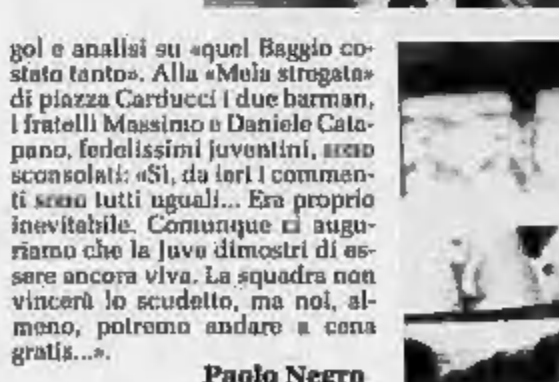 gol e analisi su «quel Baggio co-
stato tanto». Alla «Mela stregata»
di piazza Carducci i due barman,
i fratelli Massimo e Daniele Cata-
pano, fedelissimi juventini, sono
sconsolati: «Sì, da ieri i commen-
ti sono tutti uguali... Era proprio
inevitabile. Comunque ci augu-
riamo che la Juve dimostri di es-
sere ancora viva. La squadra non
vincerà lo scudetto, ma noi, al-
meno, potremo andare a cena
gratis...».
Paolo Negro